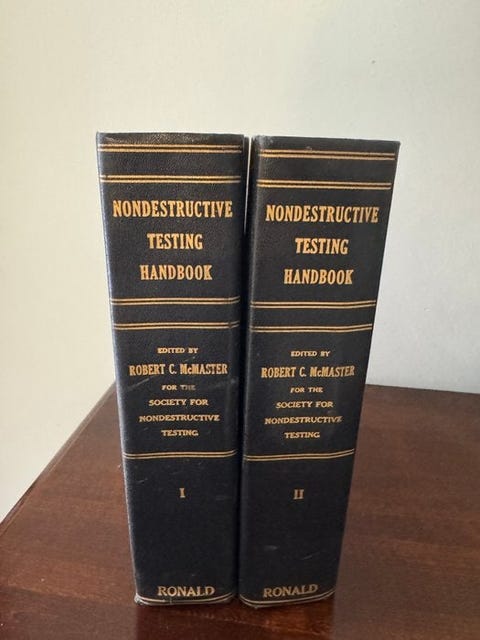 NONDESTRUCTIVE
TESTING
HANDBOOK
EDITED BY
ROBERT C. McMASTER
FOR THE
SOCIETY FOR
NONDESTRUCTIVE
TESTING
I
RONALD
NONDESTRUCTIVE
TESTING
HANDBOOK
EDITED BY
ROBERT C. McMASTER
FOR THE
SOCIETY FOR
NONDESTRUCTIVE
TESTING
II
RONALD